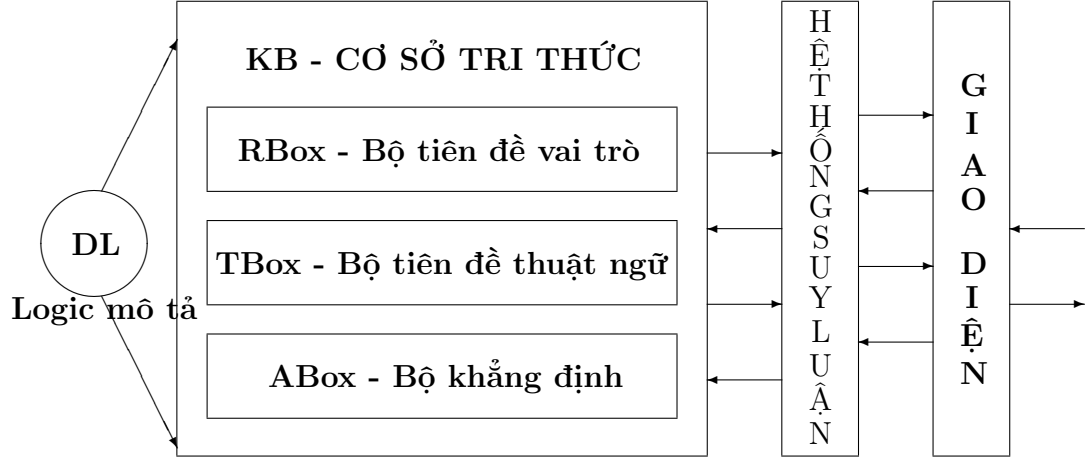 KB - CƠ SỞ TRI THỨC
RBox - Bộ tiên đề vai trò
DL
TBox - Bộ tiên đề thuật ngữ
Logic mô tả
ABox - Bộ khẳng định
HỆ THỐNG SUY LUẬN
GIAO DIỆN